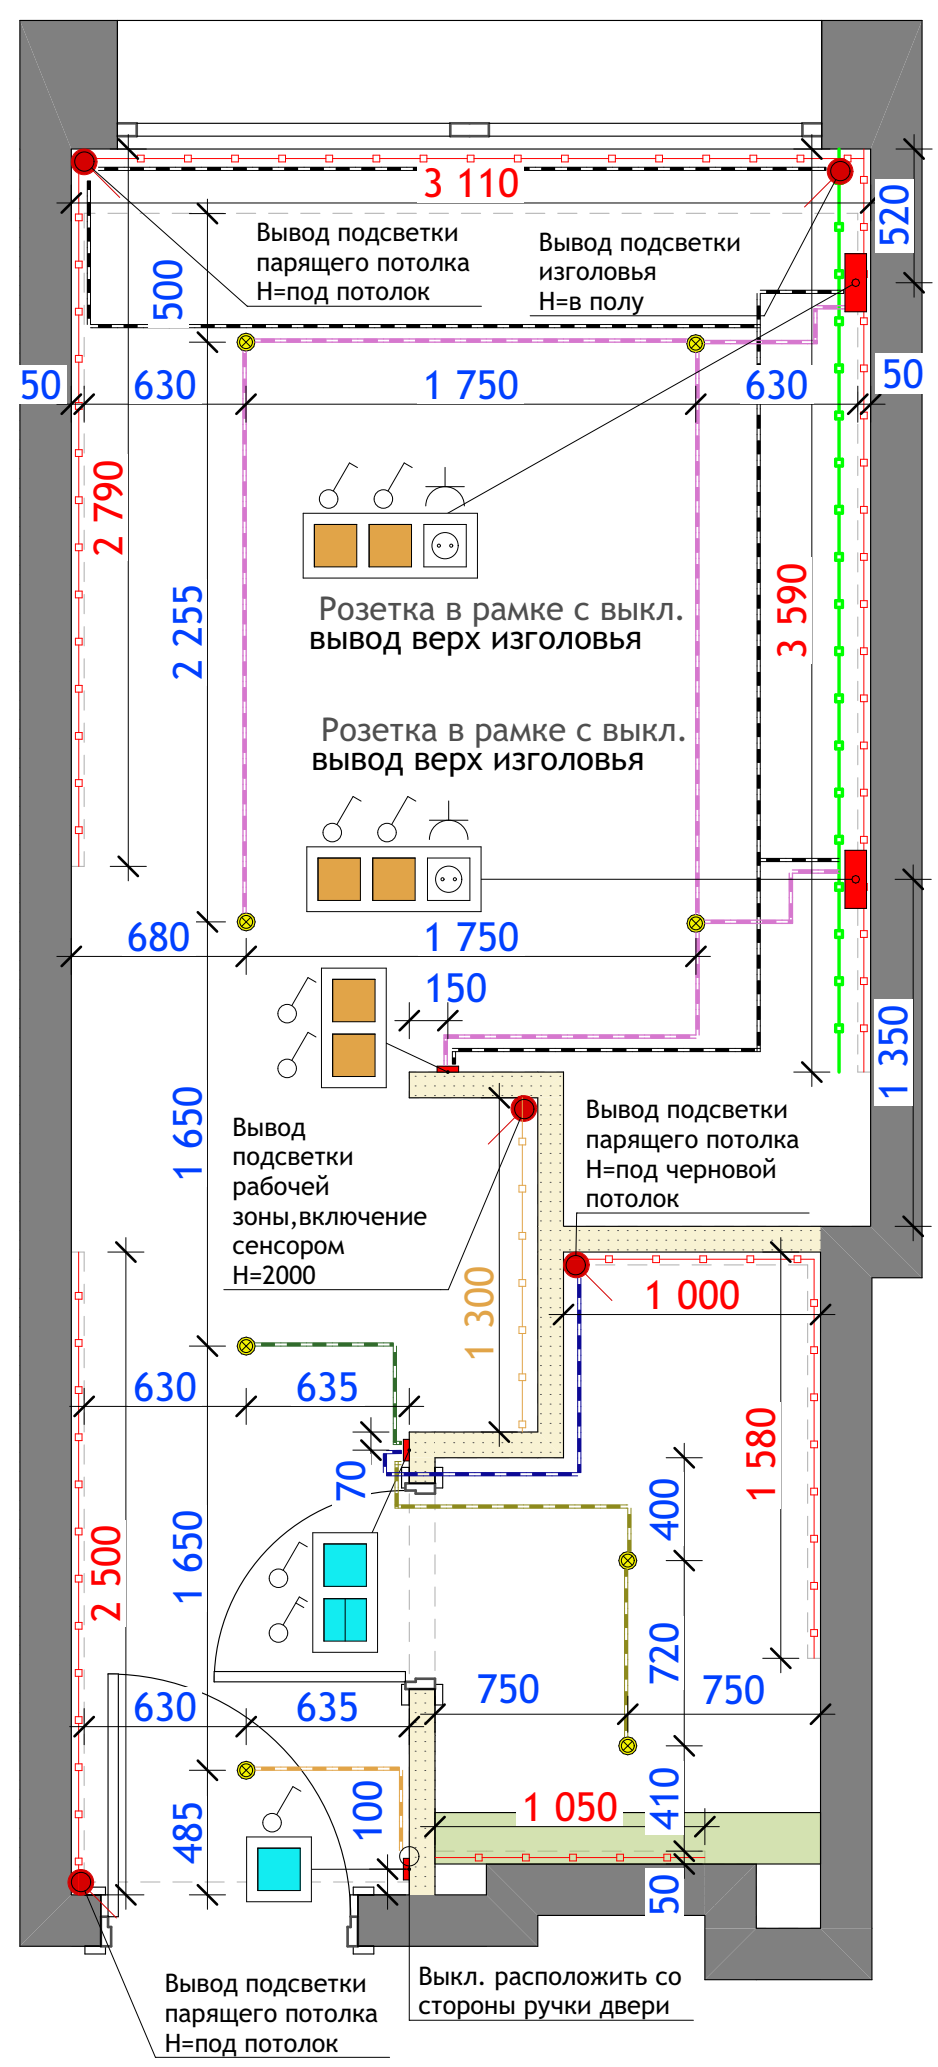 3 110
520
Вывод подсветки
парящего потолка
H=под потолок
Вывод подсветки
изголовья
H=в полу
500
50
630
1 750
630
50
2 790
2 255
3 590
Розетка в рамке с выкл.
вывод верх изголовья
Розетка в рамке с выкл.
вывод верх изголовья
680
1 750
150
1 350
1 650
Вывод
подсветки
рабочей
зоны,включение
сенсором
H=2000
Вывод подсветки
парящего потолка
H=под черновой
потолок
1 300
1 000
630
635
70
1 580
400
2 500
1 650
720
630
635
750
750
485
100
1 050
410
50
Вывод подсветки
парящего потолка
H=под потолок
Выкл. расположить со
стороны ручки двери